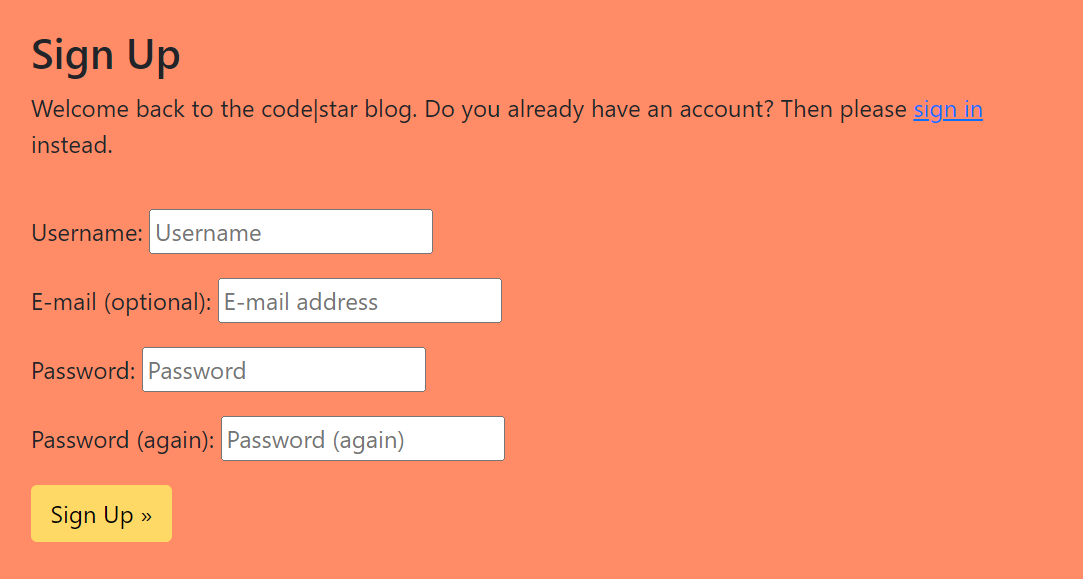 Sign Up
Welcome back to the code|star blog. Do you already have an account? Then please sign in
instead.
Username: Username
E-mail (optional): E-mail address
Password: Password
Password (again): Password (again)
Sign Up »